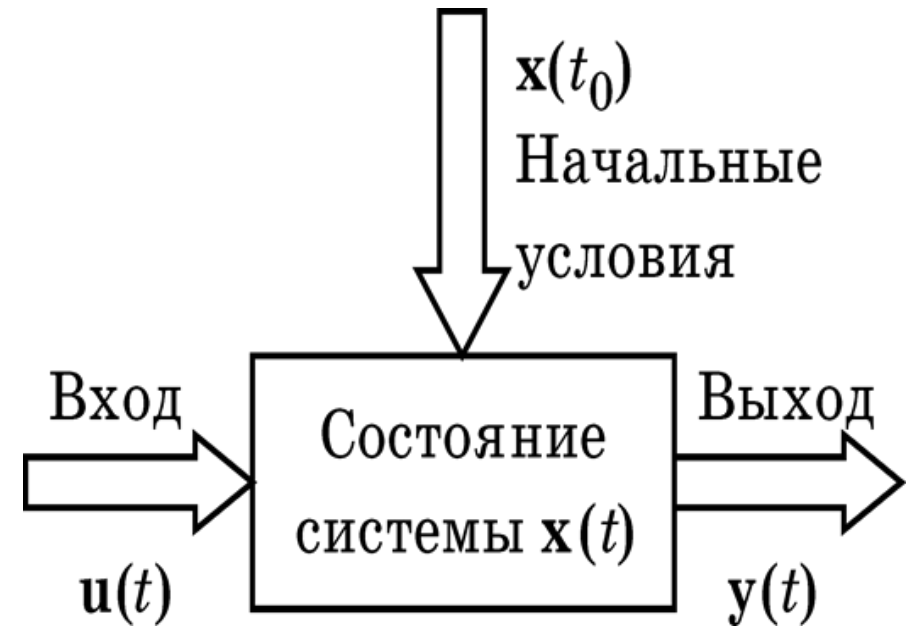 x(t₀)
Начальные
условия
Вход
Выход
Состояние
системы x(t)
u(t)
y(t)